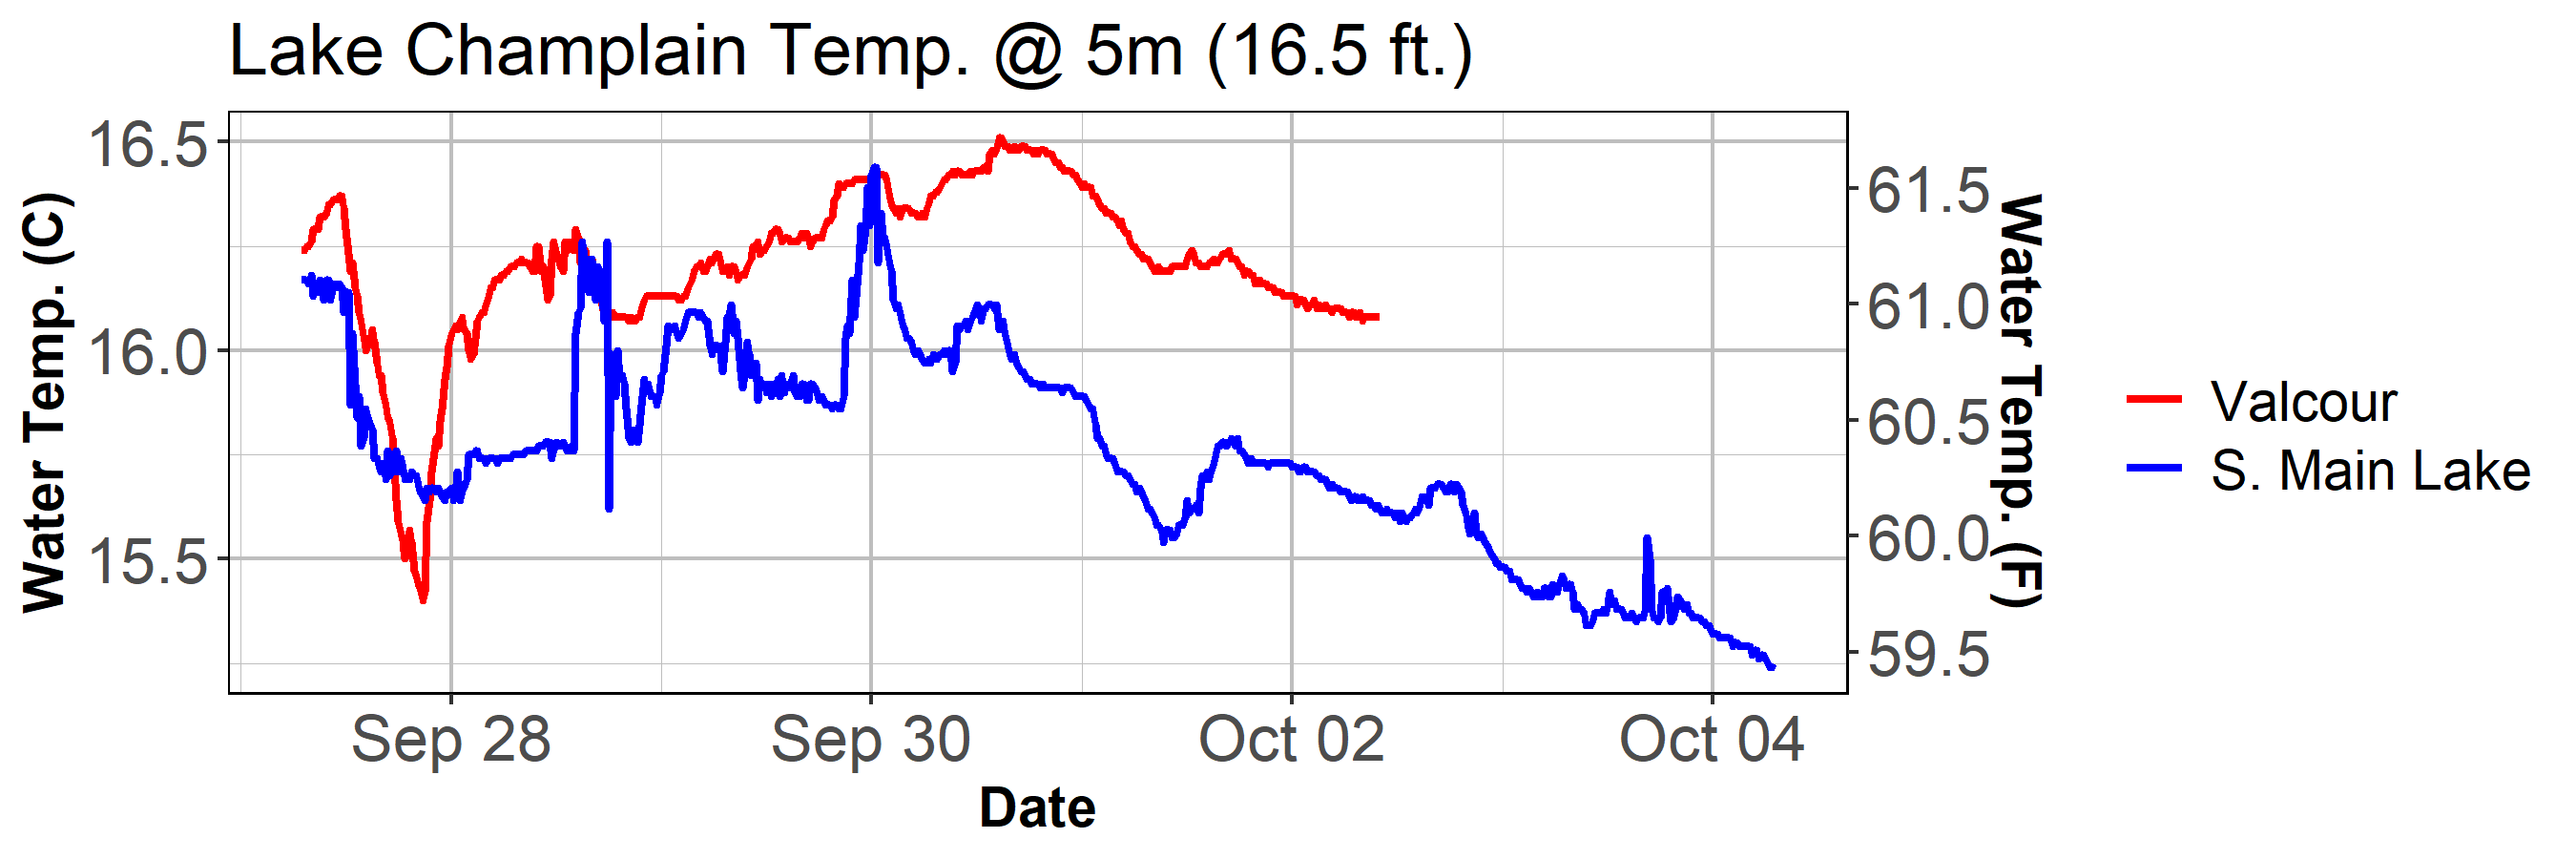 Lake Champlain Temp. @ 5m (16.5 ft.)
Water Temp. (C)
16.5
16.0
15.5
61.5
61.0
60.5
60.0
59.5
Water Temp. (F)
Sep 28
Sep 30
Oct 02
Oct 04
Date
Valcour
S. Main Lake